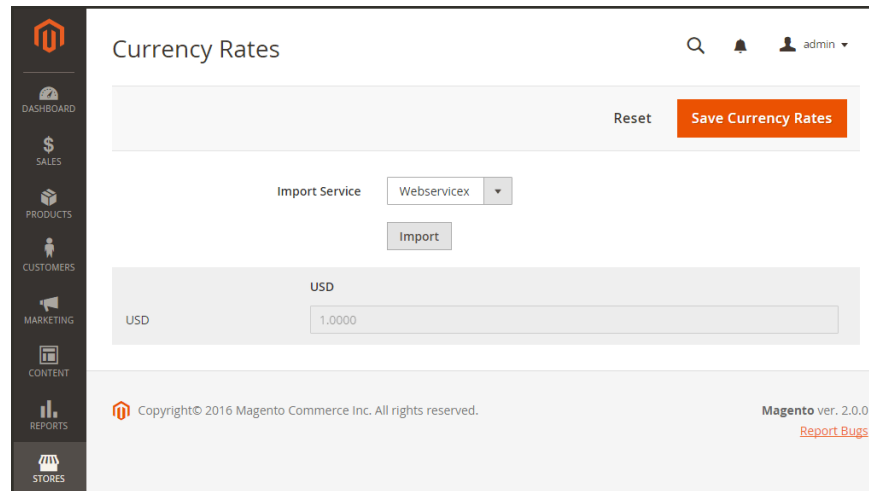 Currency Rates
admin
DASHBOARD
Reset
Save Currency Rates
$
SALES
Import Service
Webservicex
PRODUCTS
Import
CUSTOMERS
USD
MARKETING
USD
1.0000
CONTENT
REPORTS
Copyright© 2016 Magento Commerce Inc. All rights reserved.
Magento ver. 2.0.0
Report Bugs
STORES